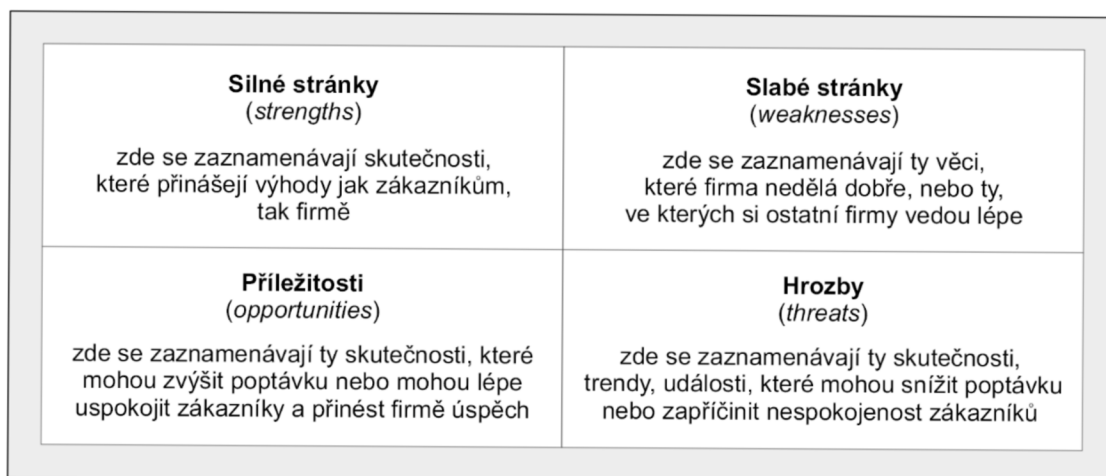 Silné stránky
(strengths)
zde se zaznamenávají skutečnosti,
které přinášejí výhody jak zákazníkům,
tak firmě
Slabé stránky
(weaknesses)
zde se zaznamenávají ty věci,
které firma nedělá dobře, nebo ty,
ve kterých si ostatní firmy vedou lépe
Příležitosti
(opportunities)
zde se zaznamenávají ty skutečnosti, které
mohou zvýšit poptávku nebo mohou lépe
uspokojit zákazníky a přinést firmě úspěch
Hrozby
(threats)
zde se zaznamenávají ty skutečnosti,
trendy, události, které mohou snížit poptávku
nebo zapříčinit nespokojenost zákazníků